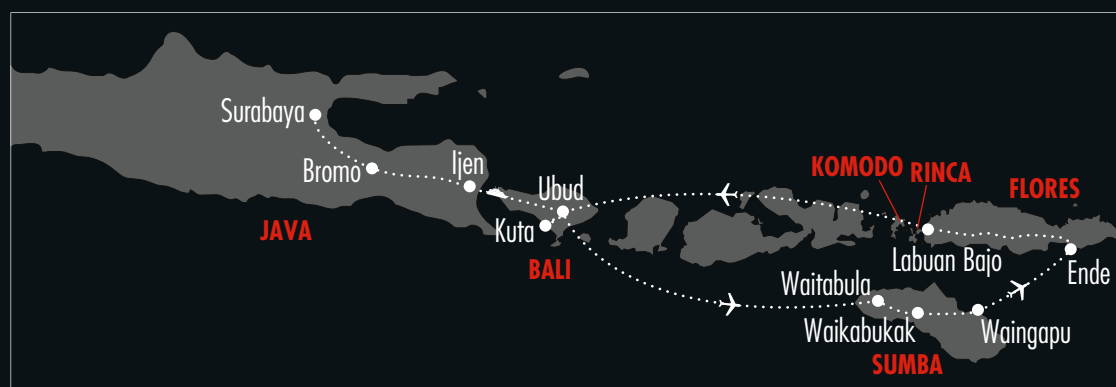 Surabaya
Bromo
Ijen
JAVA
Ubud
Kuta
BALI
KOMODO
RINCA
FLORES
Labuan Bajo
Ende
Waitabula
Waikabukak
Waingapu
SUMBA